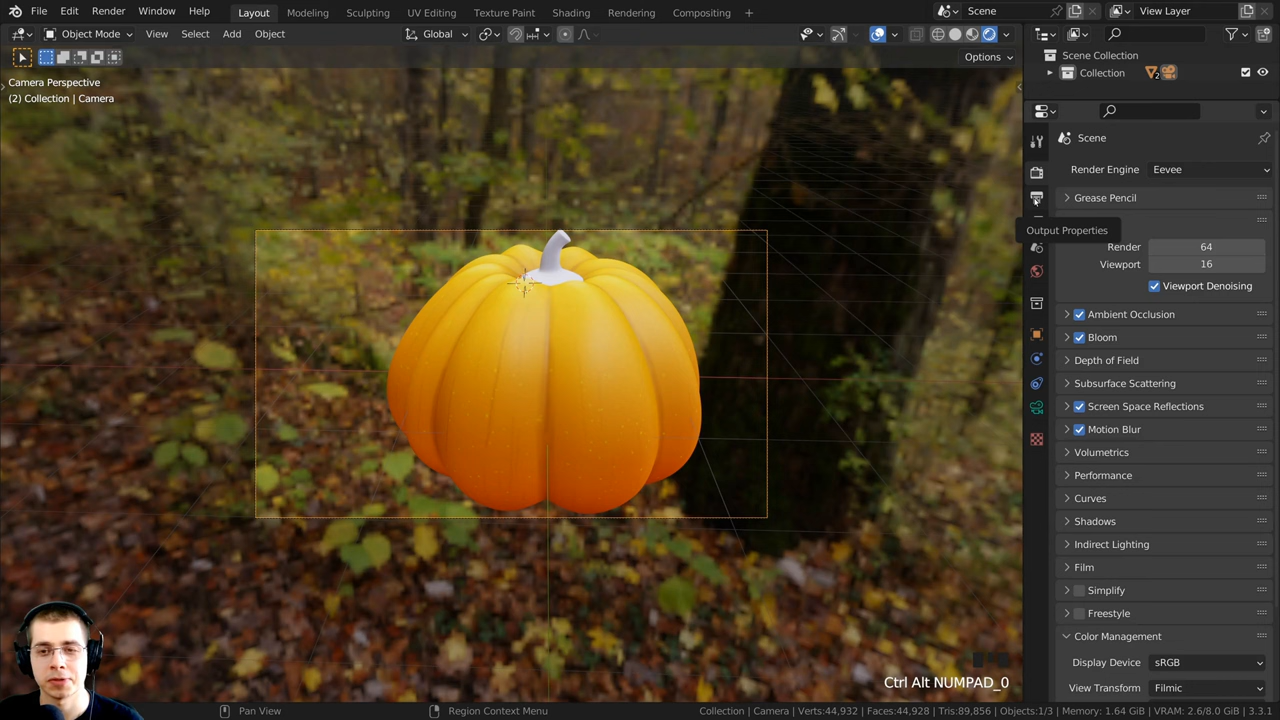 File Edit Render Window Help Layout Modeling Sculpting UV Editing Texture Paint Shading Rendering Compositing + Scene View Layer
Object Mode View Select Add Object Global
Options
Camera Perspective
(2) Collection | Camera
Scene Collection
Collection
Scene
Render Engine Eevee
Grease Pencil
Output Properties
Render 64
Viewport 16
Viewport Denoising
Ambient Occlusion
Bloom
Depth of Field
Subsurface Scattering
Screen Space Reflections
Motion Blur
Volumetrics
Performance
Curves
Shadows
Indirect Lighting
Film
Simplify
Freestyle
Color Management
Display Device sRGB
View Transform Filmic
Ctrl Alt NUMPAD_0
Pan View Region Context Menu Collection | Camera | Verts:44,932 | Faces:44,928 | Tris:89,856 | Objects:1/3 | Memory: 1.64 GiB | VRAM: 2.6/8.0 GiB | 3.3.1